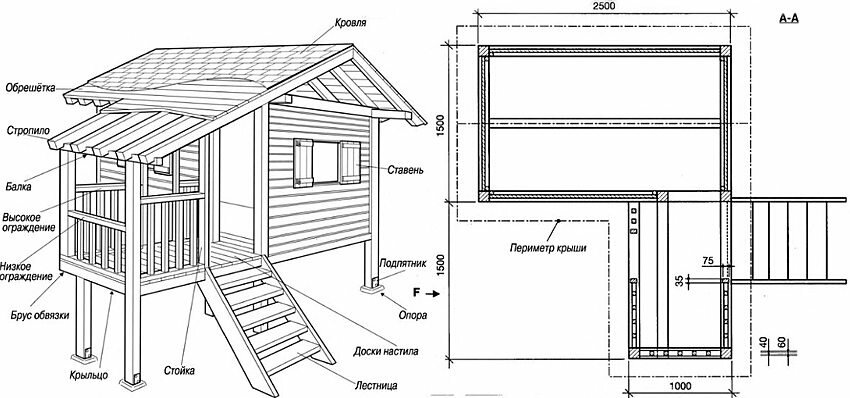 Кровля
Обрешётка
Стропило
Балка
Высокое
ограждение
Низкое
ограждение
Брус обвязки
Крыльцо
Стойка
Лестница
Доски настила
Опора
Подпятник
Ставень
F
2500
А-А
1500
1500
Периметр крыши
75
35
40
60
1000